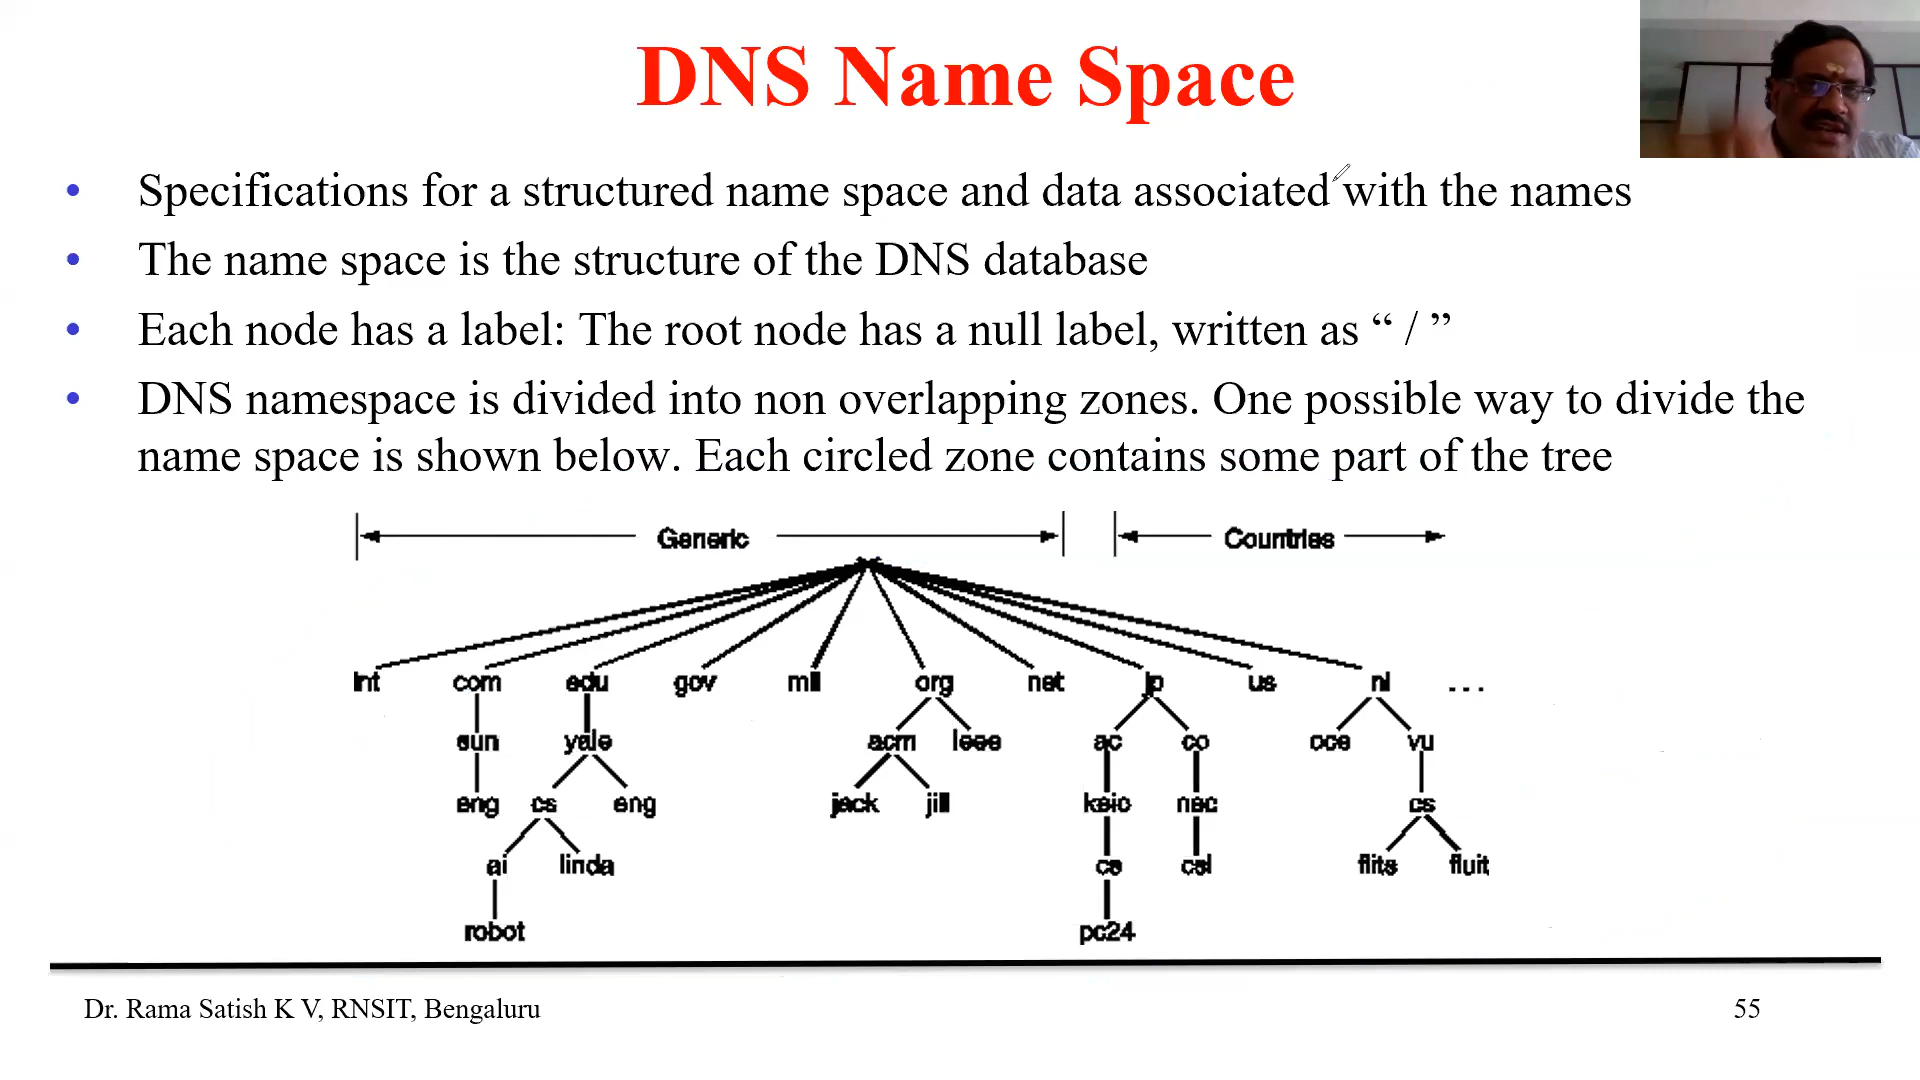 DNS Name Space
• Specifications for a structured name space and data associated with the names
• The name space is the structure of the DNS database
• Each node has a label: The root node has a null label, written as “ / ”
• DNS namespace is divided into non overlapping zones. One possible way to divide the
name space is shown below. Each circled zone contains some part of the tree
Generic Countries
int com edu gov mil org net jp us nl ...
sun yale acm ieee ac co oce vu
eng cs eng jack jill keio nec cs
ai linda cs csl flits fluit
robot pc24
Dr. Rama Satish K V, RNSIT, Bengaluru 55